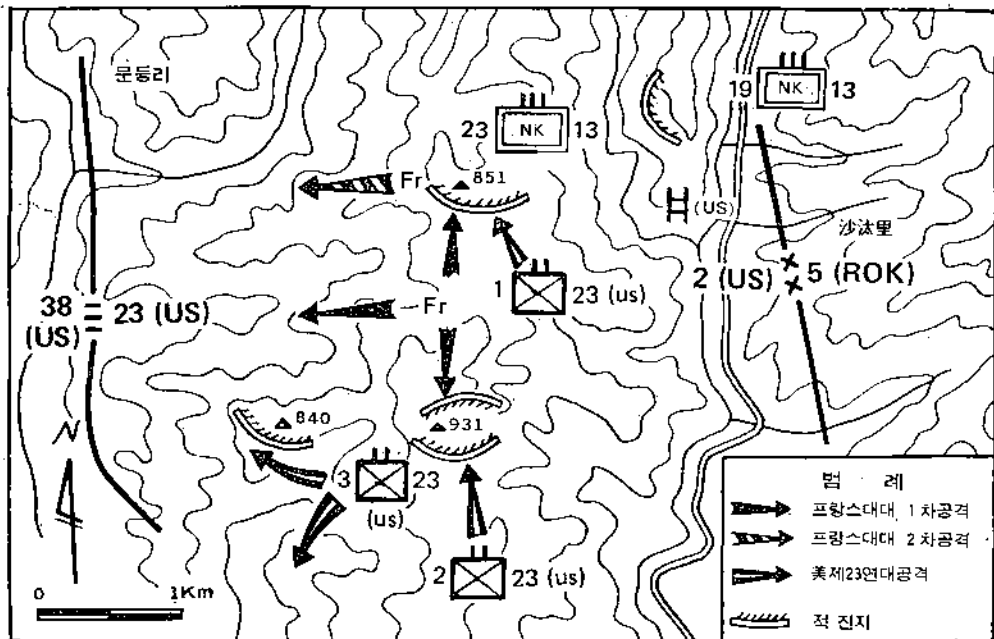 문등리
19 NK 13
23 NK 13
Fr
851
(US)
沙汰里
2 (US) 5 (ROK)
1 23 (us)
38 (US) 23 (US)
Fr
840
931
3 23 (us)
2 23 (us)
N
0 1Km
범 례
프랑스대대 1차공격
프랑스대대 2차공격
美제23연대공격
적 진지